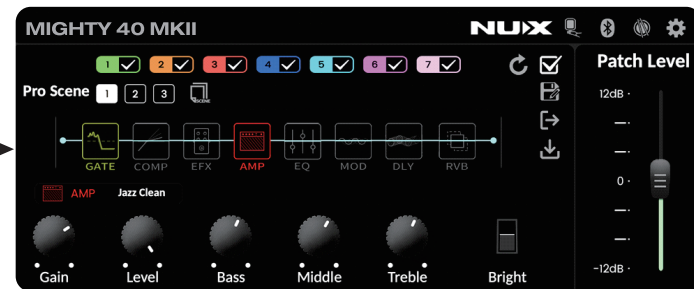 MIGHTY 40 MKII NUX
1 2 3 4 5 6 7
Patch Level
Pro Scene 1 2 3 SCENE
12dB
GATE COMP EFX AMP EQ MOD DLY RVB
0
AMP Jazz Clean
-12dB
Gain Level Bass Middle Treble Bright